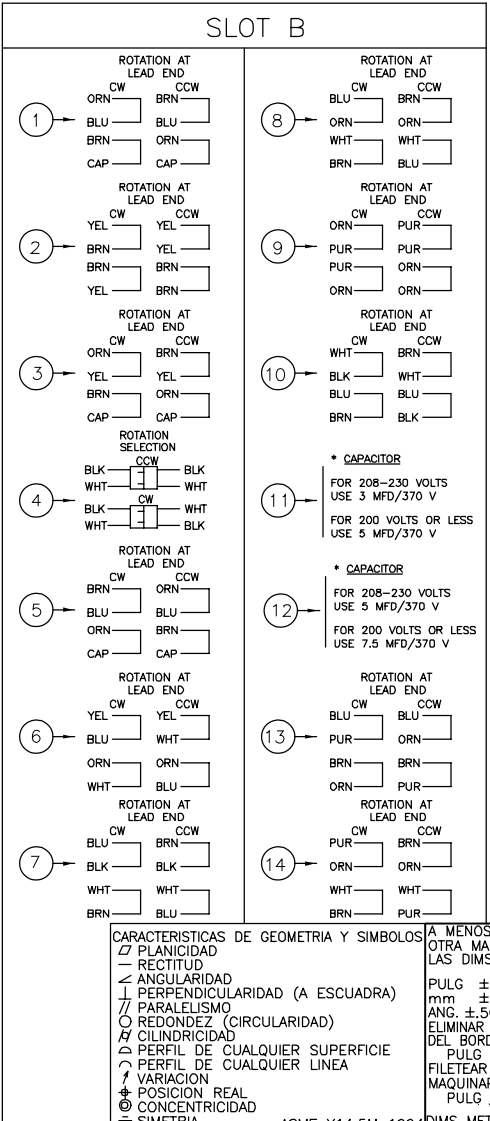 SLOT B
ROTATION AT
LEAD END
CW CCW
ORN BRN
1
BLU BLU
BRN ORN
CAP CAP
ROTATION AT
LEAD END
CW CCW
YEL YEL
2
BRN YEL
BRN BRN
YEL BRN
ROTATION AT
LEAD END
CW CCW
ORN BRN
3
YEL YEL
BRN ORN
CAP CAP
ROTATION
SELECTION
CCW
BLK BLK
WHT WHT
4
CW
BLK WHT
WHT BLK
ROTATION AT
LEAD END
CW CCW
BRN ORN
5
BLU BLU
ORN BRN
CAP CAP
ROTATION AT
LEAD END
CW CCW
YEL YEL
6
BLU WHT
ORN ORN
WHT BLU
ROTATION AT
LEAD END
CW CCW
BLU BRN
7
BLK BLK
WHT WHT
BRN BLU
ROTATION AT
LEAD END
CW CCW
BLU BRN
8
ORN ORN
WHT WHT
BRN BLU
ROTATION AT
LEAD END
CW CCW
ORN PUR
9
PUR PUR
PUR ORN
ORN ORN
ROTATION AT
LEAD END
CW CCW
WHT BRN
10
BLK WHT
BLU BLU
BRN BLK
* CAPACITOR
11
FOR 208-230 VOLTS
USE 3 MFD/370 V
FOR 200 VOLTS OR LESS
USE 5 MFD/370 V
* CAPACITOR
12
FOR 208-230 VOLTS
USE 5 MFD/370 V
FOR 200 VOLTS OR LESS
USE 7.5 MFD/370 V
ROTATION AT
LEAD END
CW CCW
BLU BLU
13
PUR ORN
BRN BRN
ORN PUR
ROTATION AT
LEAD END
CW CCW
PUR BRN
14
ORN ORN
WHT WHT
BRN PUR
CARACTERISTICAS DE GEOMETRIA Y SIMBOLOS
PLANICIDAD
RECTITUD
ANGULARIDAD
PERPENDICULARIDAD (A ESCUADRA)
PARALELISMO
REDONDEZ (CIRCULARIDAD)
CILINDRICIDAD
PERFIL DE CUALQUIER SUPERFICIE
PERFIL DE CUALQUIER LINEA
VARIACION
POSICION REAL
CONCENTRICIDAD
SIMETRIA
A MENOS
OTRA MA
LAS DIMS
PULG ±
mm ±
ANG. ±.5
ELIMINAR
DEL BORD
PULG
FILETEAR
MAQUINAR
PULG
DIMS MET